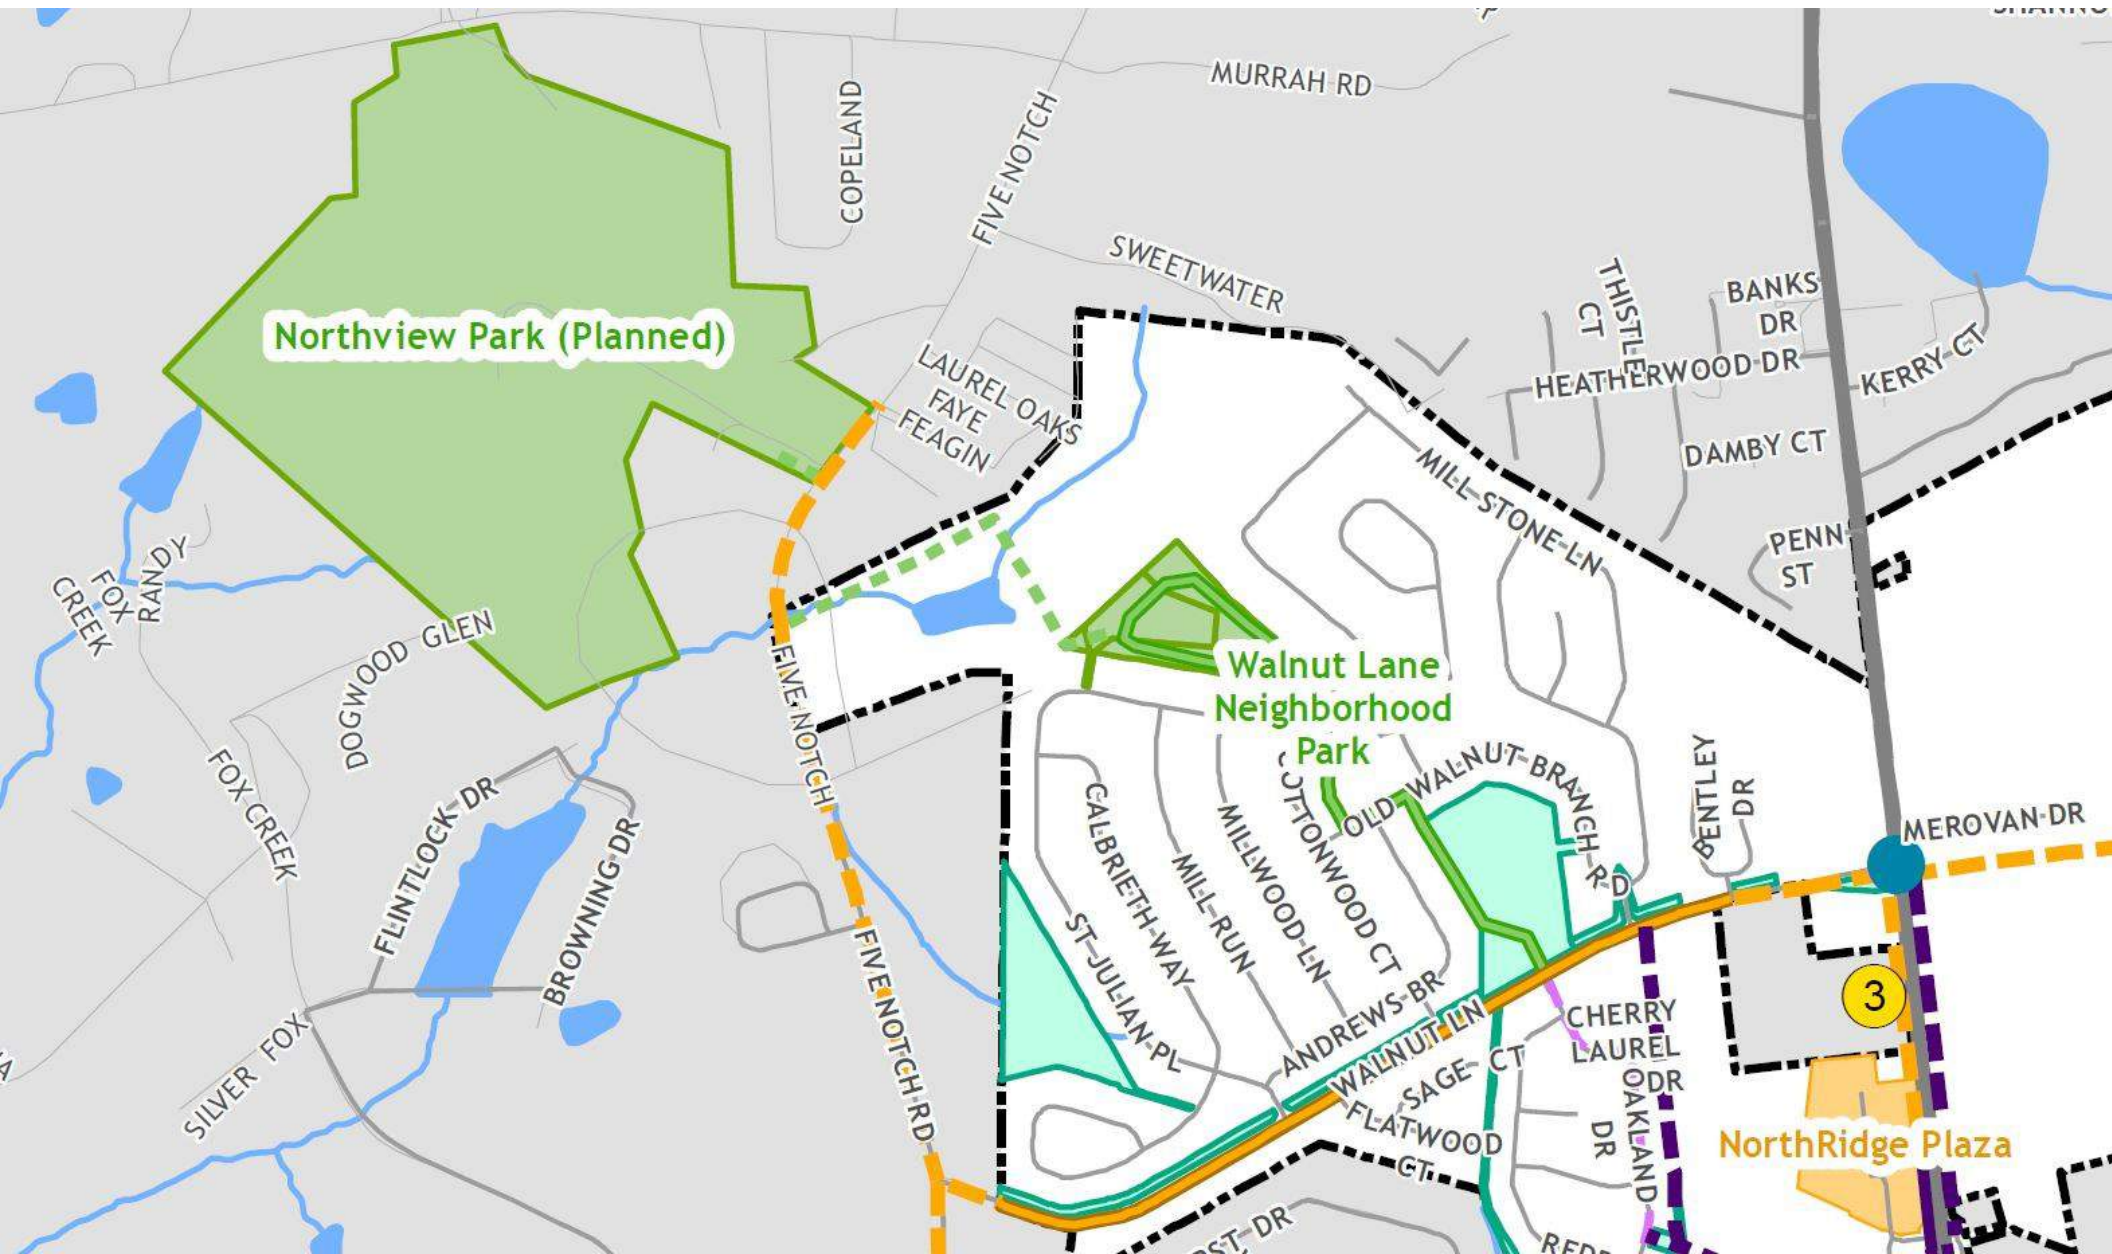 MURRAH RD
COPELAND
FIVE NOTCH
SWEETWATER
THISTLE
CT
BANKS
DR
HEATHERWOOD DR
KERRY CT
Northview Park (Planned)
LAUREL OAKS
FAYE
FEAGIN
DAMBY CT
MILL STONE LN
PENN
ST
RANDY
FOX
CREEK
DOGWOOD GLEN
FIVE NOTCH
Walnut Lane
Neighborhood
Park
FOX CREEK
FLINTLOCK DR
BROWNING DR
OLD WALNUT BRANCH RD
BENTLEY
DR
MEROVAN DR
CALBRIETH WAY
MILL RUN
MILLWOOD LN
COTTONWOOD CT
ST JULIAN PL
ANDREWS BR
WALNUT LN
FIVE NOTCH RD
3
CHERRY
LAUREL
DR
SAGE CT
FLATWOOD
CT
OAKLAND
DR
SILVER FOX
NorthRidge Plaza